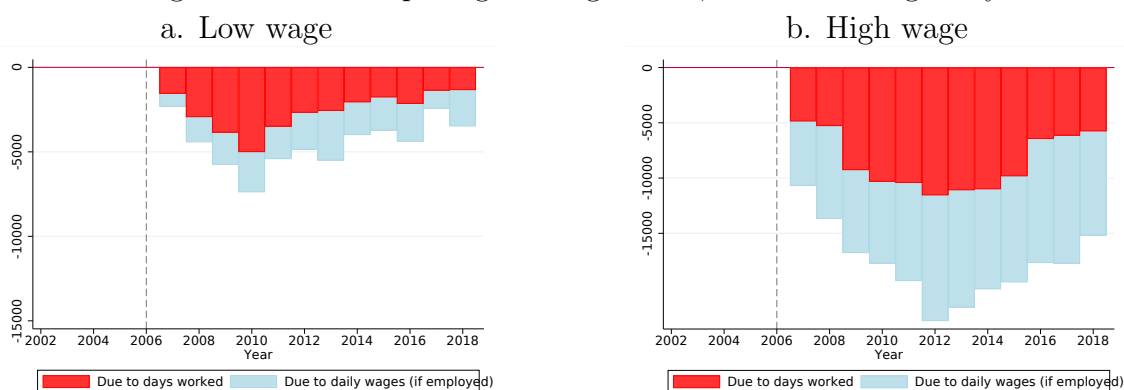 a. Low wage
b. High wage
0
-5000
-10000
-15000
2002 2004 2006 2008 2010 2012 2014 2016 2018
Year
Due to days worked Due to daily wages (if employed)
0
-5000
-10000
-15000
2002 2004 2006 2008 2010 2012 2014 2016 2018
Year
Due to days worked Due to daily wages (if employed)